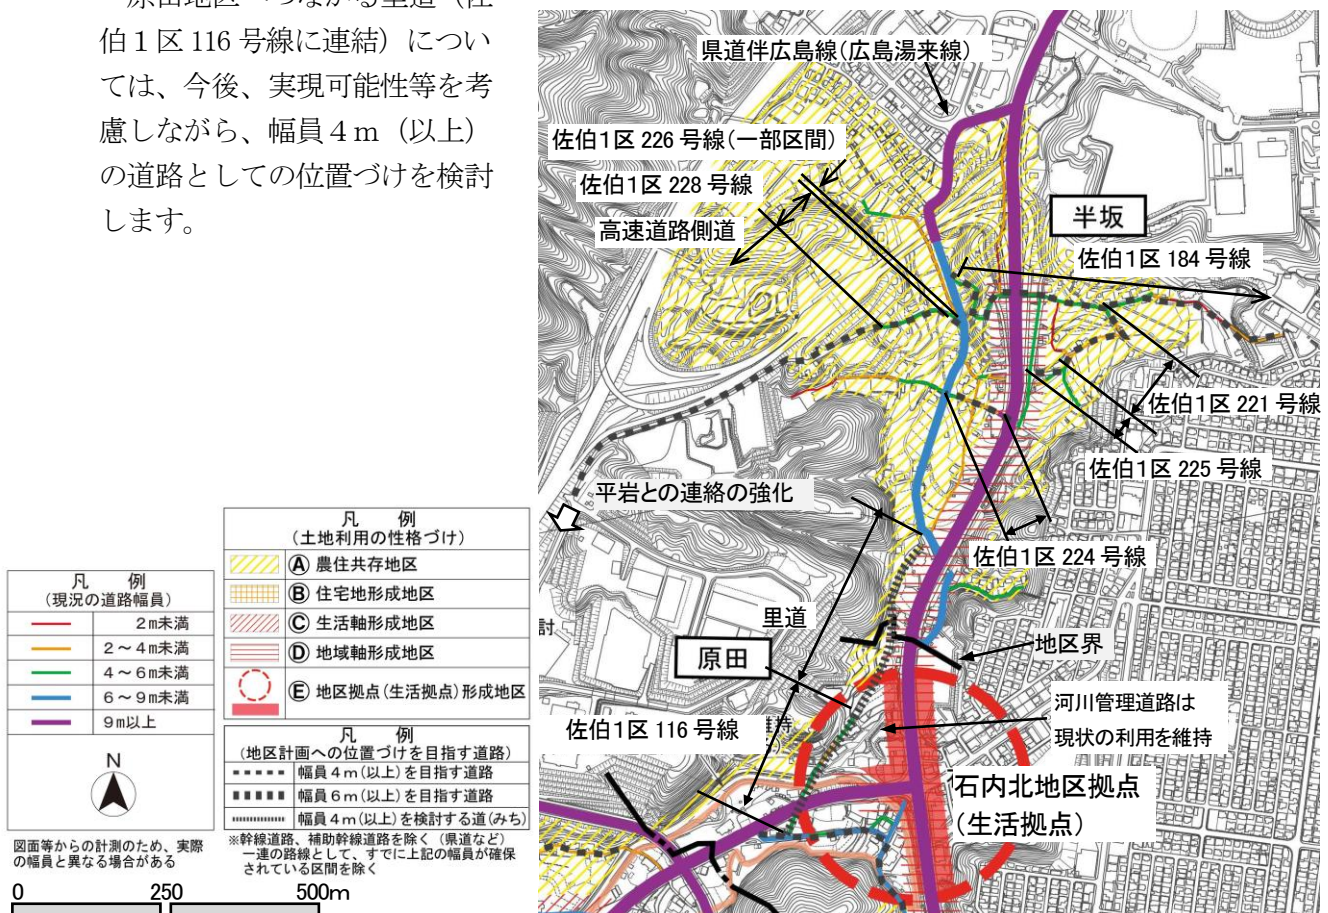 原田地区へつながる里道（佐
伯１区 116 号線に連結）につい
ては、今後、実現可能性等を考
慮しながら、幅員４ｍ（以上）
の道路としての位置づけを検討
します。
県道伴広島線（広島湯来線）
佐伯1区 226 号線（一部区間）
佐伯1区 228 号線
高速道路側道
半坂
佐伯1区 184 号線
佐伯1区 221 号線
佐伯1区 225 号線
平岩との連絡の強化
佐伯1区 224 号線
里道
討
原田
地区界
河川管理道路は
現状の利用を維持
佐伯1区 116 号線
維持
石内北地区拠点
（生活拠点）
凡　例
（土地利用の性格づけ）
Ⓐ 農住共存地区
Ⓑ 住宅地形成地区
Ⓒ 生活軸形成地区
Ⓓ 地域軸形成地区
Ⓔ 地区拠点（生活拠点）形成地区
凡　例
（現況の道路幅員）
2ｍ未満
2～4ｍ未満
4～6ｍ未満
6～9ｍ未満
9ｍ以上
N
凡　例
（地区計画への位置づけを目指す道路）
幅員４ｍ（以上）を目指す道路
幅員６ｍ（以上）を目指す道路
幅員４ｍ（以上）を検討する道（みち）
図面等からの計測のため、実際
の幅員と異なる場合がある
※幹線道路、補助幹線道路を除く（県道など）
一連の路線として、すでに上記の幅員が確保
されている区間を除く
0 250 500m